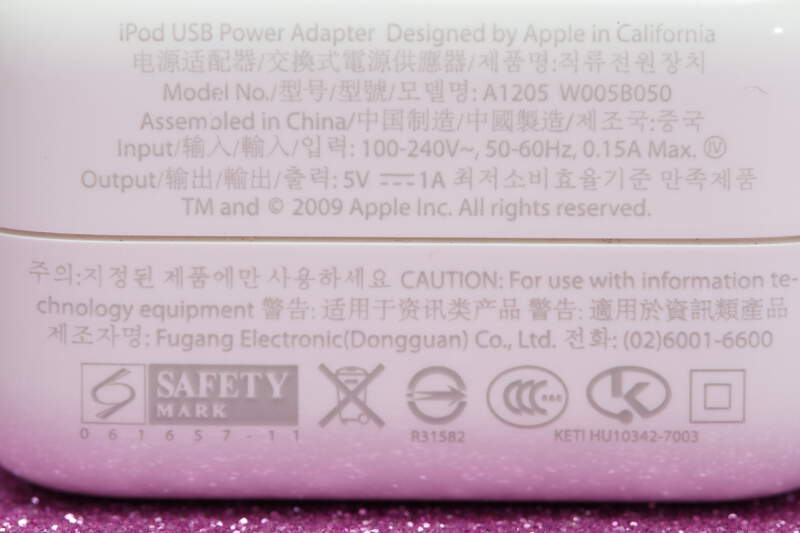 iPod USB Power Adapter Designed by Apple in California
电源适配器/交換式電源供應器/제품명:직류전원장치
Model No./型号/型號/모델명: A1205 W005B050
Assembled in China/中国制造/中國製造/제조국:중국
Input/输入/輸入/입력: 100-240V~, 50-60Hz, 0.15A Max. Ⓥ
Output/输出/輸出/출력: 5V ⎓ 1A 최저소비효율기준 만족제품
TM and © 2009 Apple Inc. All rights reserved.
주의:지정된 제품에만 사용하세요 CAUTION: For use with information te-
chnology equipment 警告: 适用于资讯类产品 警告: 適用於資訊類產品
제조자명: Fugang Electronic(Dongguan) Co., Ltd. 전화: (02)6001-6600
SAFETY
MARK
CCC
061657-11
R31582
KETI HU10342-7003